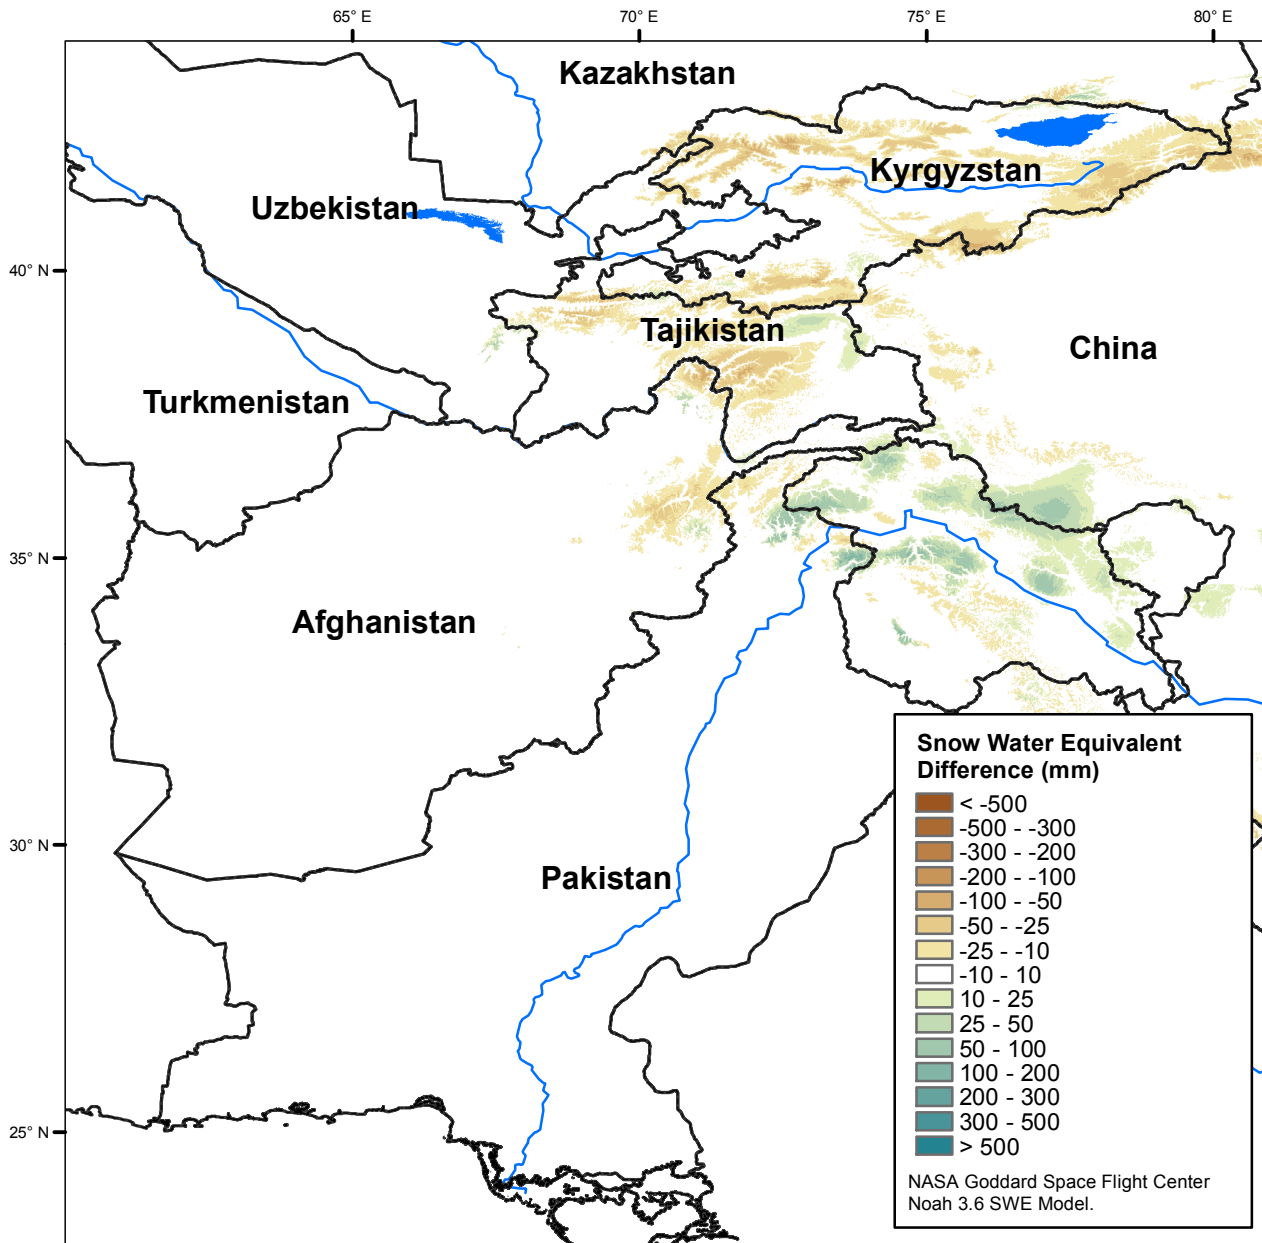 65° E
70° E
75° E
80° E
Kazakhstan
Kyrgyzstan
Uzbekistan
40° N
Tajikistan
China
Turkmenistan
35° N
Afghanistan
30° N
Pakistan
25° N
Snow Water Equivalent
Difference (mm)
< -500
-500 - -300
-300 - -200
-200 - -100
-100 - -50
-50 - -25
-25 - -10
-10 - 10
10 - 25
25 - 50
50 - 100
100 - 200
200 - 300
300 - 500
> 500
NASA Goddard Space Flight Center
Noah 3.6 SWE Model.